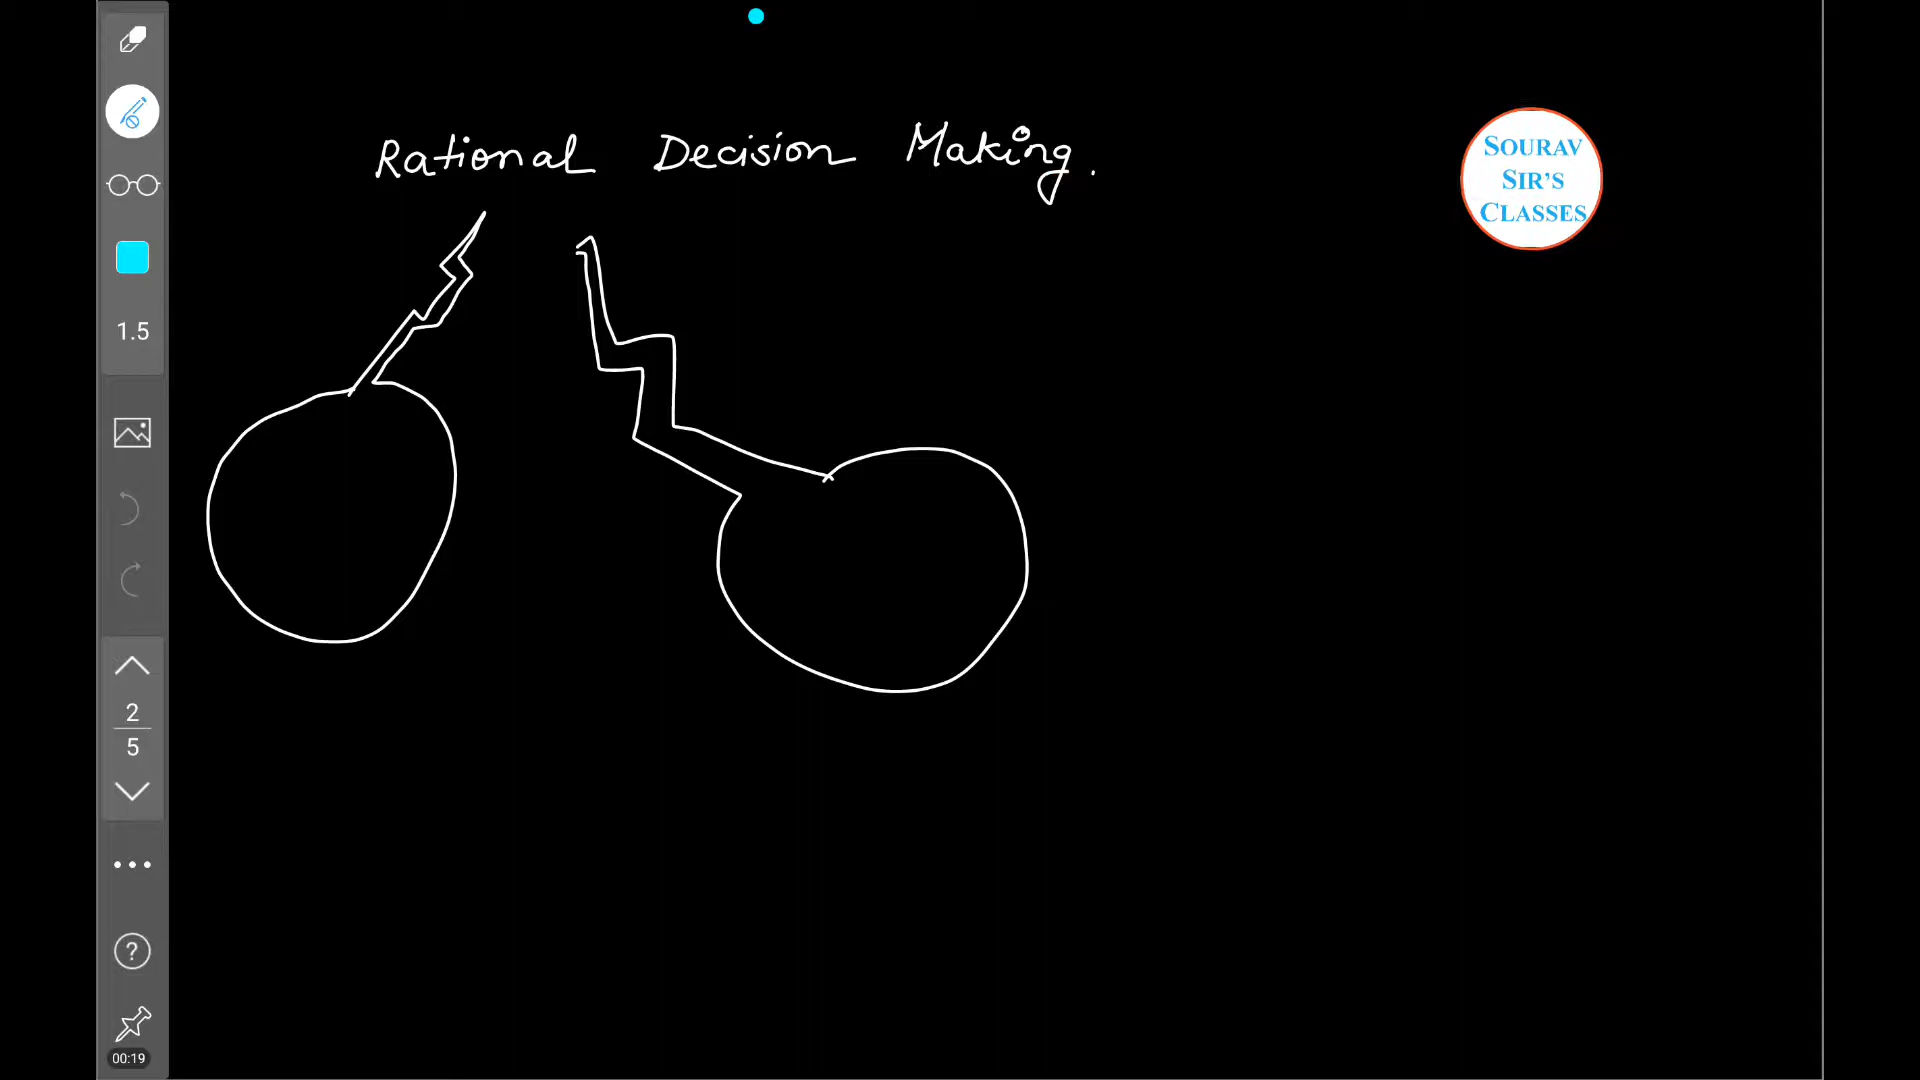 Rational Decision Making.
SOURAV
SIR'S
CLASSES
1.5
2
5
?
00:19